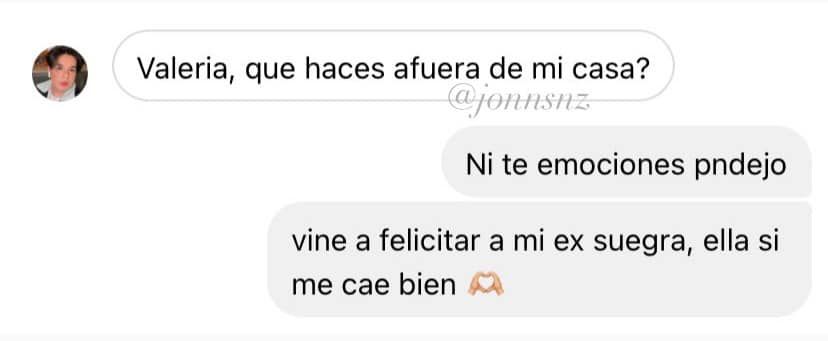 Valeria, que haces afuera de mi casa?
@jonnsnz
Ni te emociones pndejo
vine a felicitar a mi ex suegra, ella si
me cae bien 🫶🏼